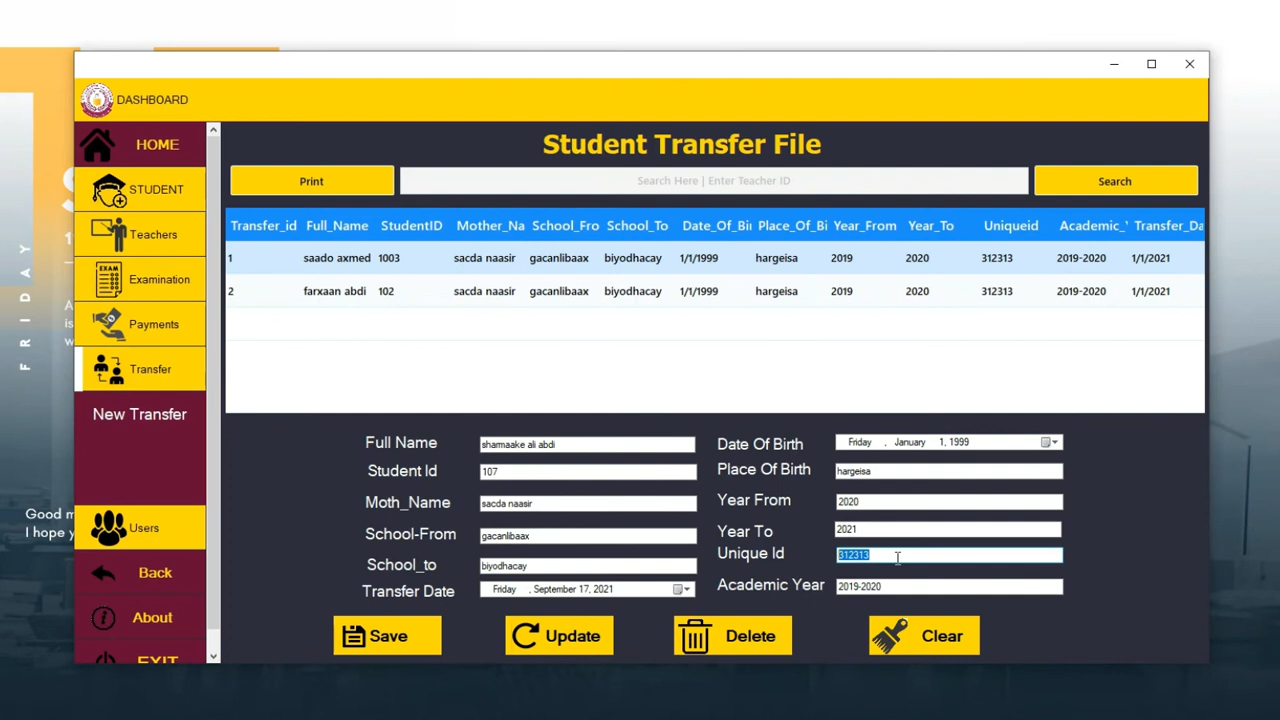 DASHBOARD
HOME
STUDENT
Teachers
Examination
Payments
Transfer
New Transfer
Users
Back
About
EXIT
Student Transfer File
Print
Search Here | Enter Teacher ID
Search
Transfer_id Full_Name StudentID Mother_Na School_Fro School_To Date_Of_Bi Place_Of_Bi Year_From Year_To Uniqueid Academic_ Transfer_Da
1 saado axmed 1003 sacda naasir gacanlibaax biyodhacay 1/1/1999 hargeisa 2019 2020 312313 2019-2020 1/1/2021
2 farxaan abdi 102 sacda naasir gacanlibaax biyodhacay 1/1/1999 hargeisa 2019 2020 312313 2019-2020 1/1/2021
Full Name shamaake ali abdi
Student Id 107
Moth_Name sacda naasir
School-From gacanlibaax
School_to biyodhacay
Transfer Date Friday , September 17, 2021
Date Of Birth Friday , January 1, 1999
Place Of Birth hargeisa
Year From 2020
Year To 2021
Unique Id 312313
Academic Year 2019-2020
Save
Update
Delete
Clear
FRIDAY
Good m
I hope y